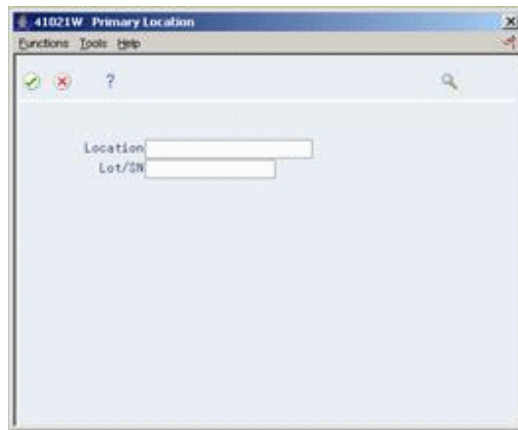 41021W Primary Location
Functions Tools Help
?
Location
Lot/SN